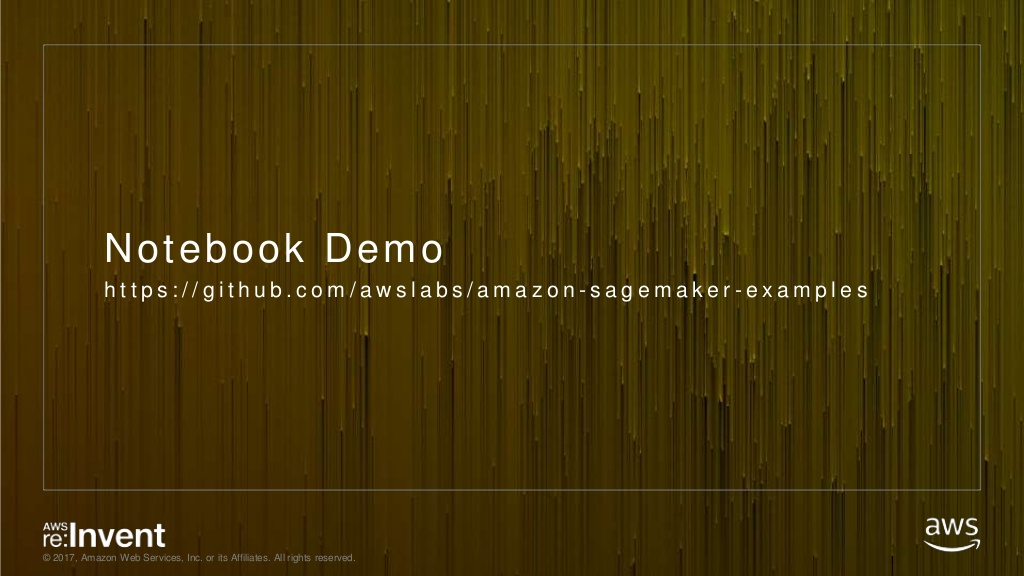 Notebook Demo
https://github.com/awslabs/amazon-sagemaker-examples
AWS
re:Invent
© 2017, Amazon Web Services, Inc. or its Affiliates. All rights reserved.
aws